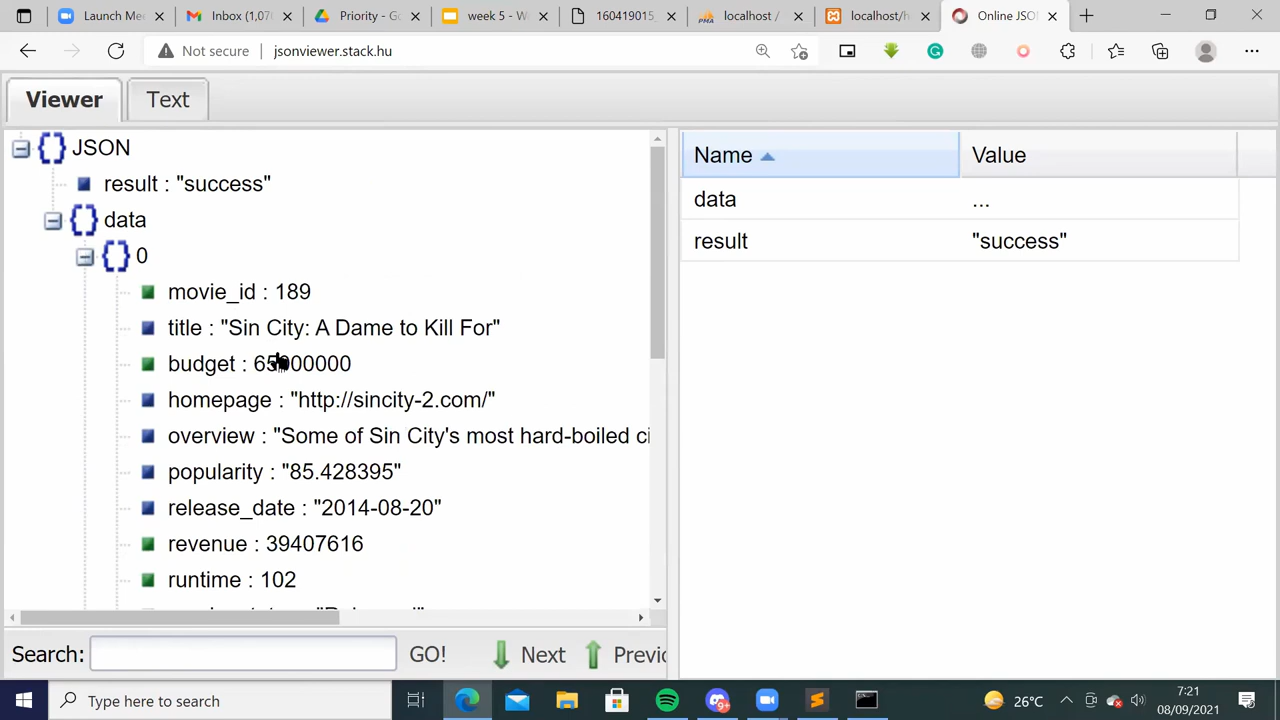 Launch Me
Inbox (1,07
Priority - Go
week 5 - W
160419015_
localhost /
localhost/h
Online JSO
Not secure
jsonviewer.stack.hu
Viewer
Text
JSON
result : "success"
data
0
movie_id : 189
title : "Sin City: A Dame to Kill For"
budget : 65000000
homepage : "http://sincity-2.com/"
overview : "Some of Sin City's most hard-boiled ci
popularity : "85.428395"
release_date : "2014-08-20"
revenue : 39407616
runtime : 102
Name
Value
data
...
result
"success"
Search:
GO!
Next
Previo
Type here to search
26°C
7:21
08/09/2021